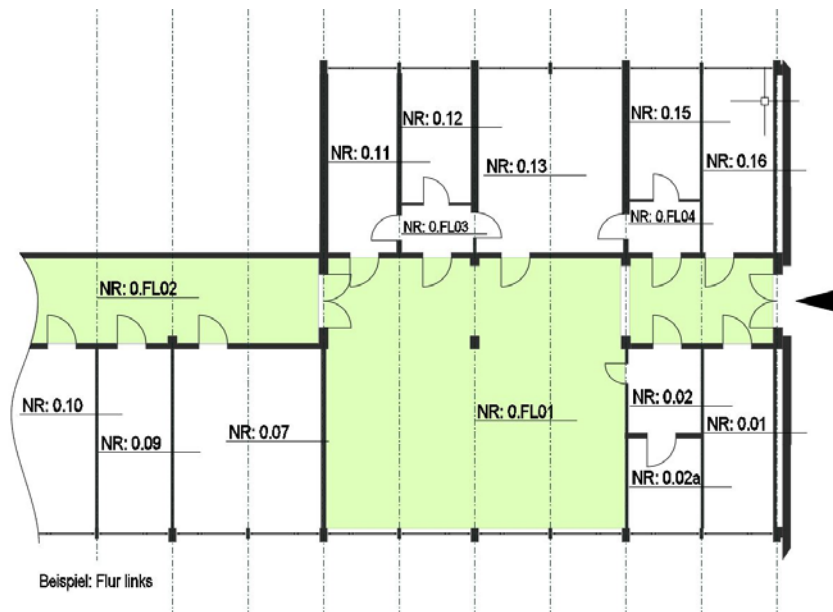 NR: 0.12
NR: 0.15
NR: 0.11
NR: 0.13
NR: 0.16
NR: 0.FL03
NR: 0.FL04
NR: 0.FL02
NR: 0.10
NR: 0.09
NR: 0.07
NR: 0.FL01
NR: 0.02
NR: 0.01
NR: 0.02a
Beispiel: Flur links